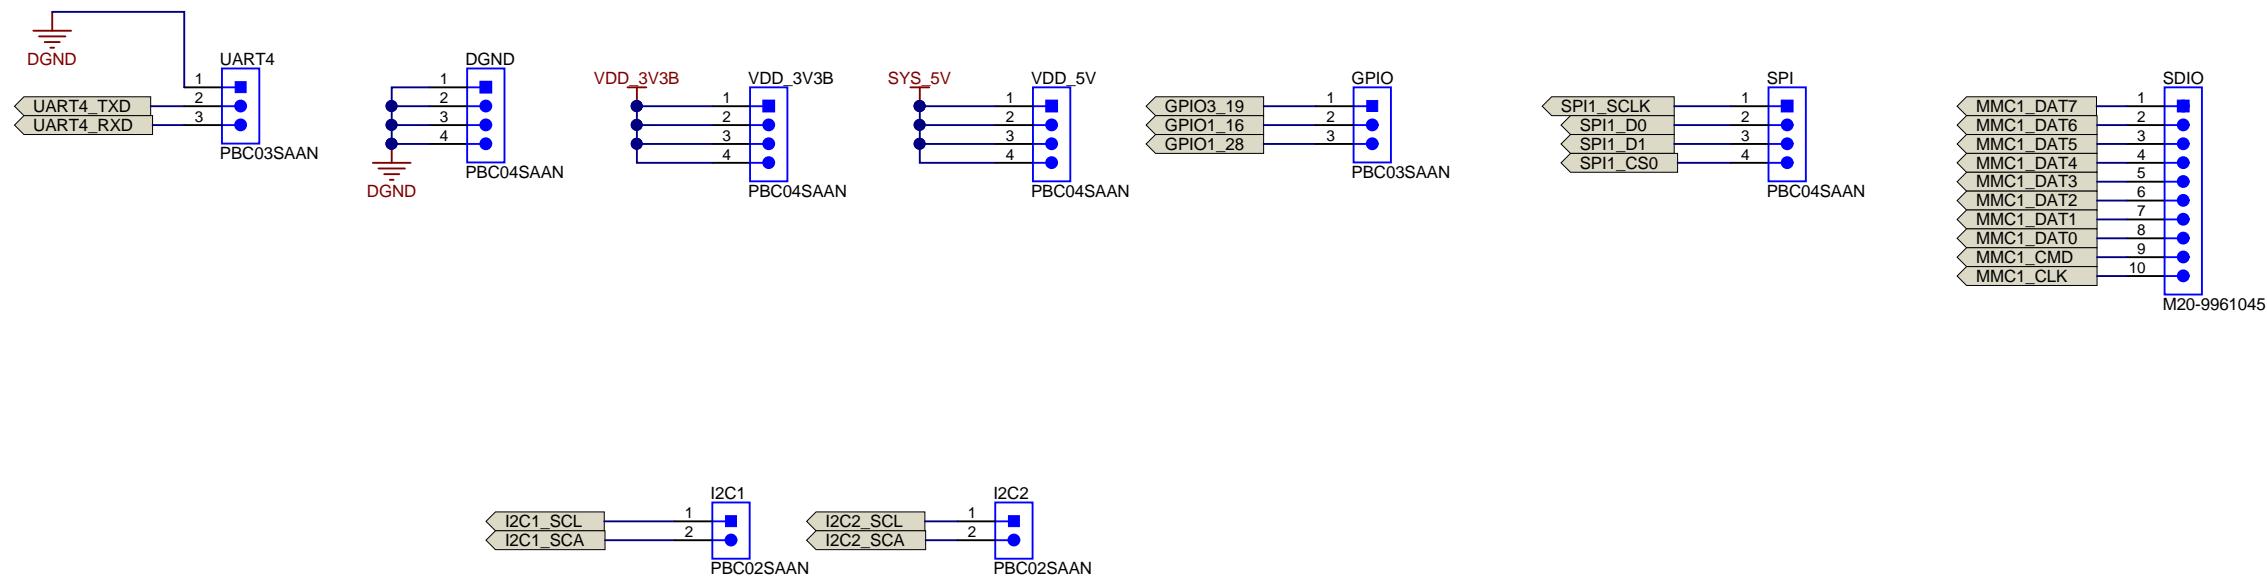 DGND
UART4
1
UART4_TXD 2
UART4_RXD 3
PBC03SAAN
DGND
1
2
3
4
DGND
PBC04SAAN
VDD_3V3B
VDD_3V3B
1
2
3
4
PBC04SAAN
SYS_5V
VDD_5V
1
2
3
4
PBC04SAAN
GPIO
GPIO3_19 1
GPIO1_16 2
GPIO1_28 3
PBC03SAAN
SPI
SPI1_SCLK 1
SPI1_D0 2
SPI1_D1 3
SPI1_CS0 4
PBC04SAAN
SDIO
MMC1_DAT7 1
MMC1_DAT6 2
MMC1_DAT5 3
MMC1_DAT4 4
MMC1_DAT3 5
MMC1_DAT2 6
MMC1_DAT1 7
MMC1_DAT0 8
MMC1_CMD 9
MMC1_CLK 10
M20-9961045
I2C1
I2C1_SCL 1
I2C1_SCA 2
PBC02SAAN
I2C2
I2C2_SCL 1
I2C2_SCA 2
PBC02SAAN